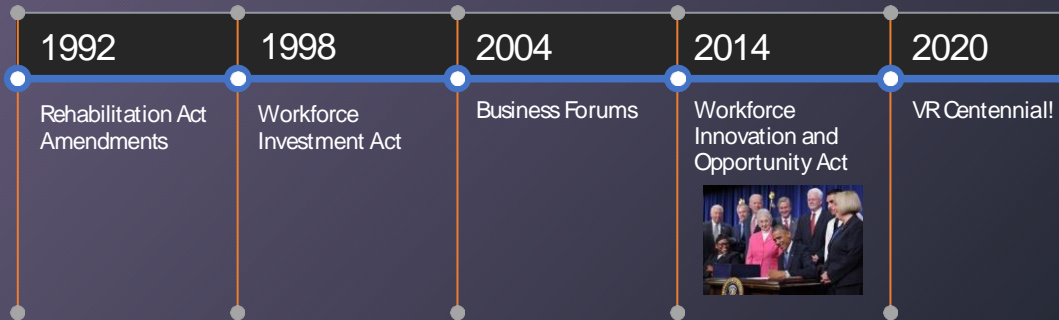 1992
Rehabilitation Act
Amendments
1998
Workforce
Investment Act
2004
Business Forums
2014
Workforce
Innovation and
Opportunity Act
2020
VR Centennial!